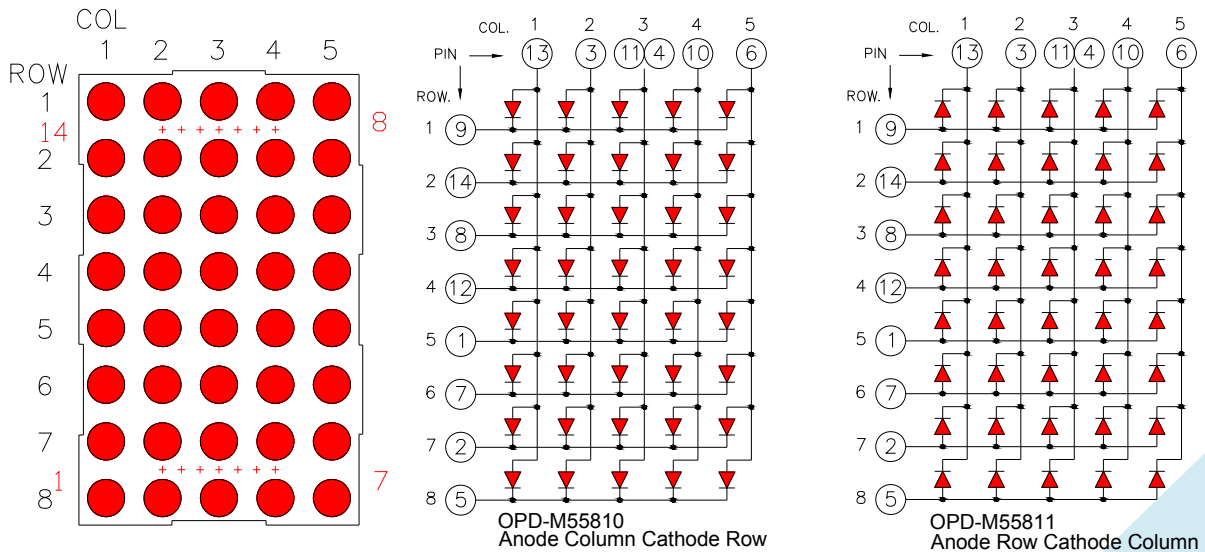 COL
1 2 3 4 5
ROW
1
14 8
2
3
4
5
6
7
1 7
8
COL. 1 2 3 4 5
PIN 13 3 11 4 10 6
ROW.
1 9
2 14
3 8
4 12
5 1
6 7
7 2
8 5
OPD-M55810
Anode Column Cathode Row
COL. 1 2 3 4 5
PIN 13 3 11 4 10 6
ROW.
1 9
2 14
3 8
4 12
5 1
6 7
7 2
8 5
OPD-M55811
Anode Row Cathode Column